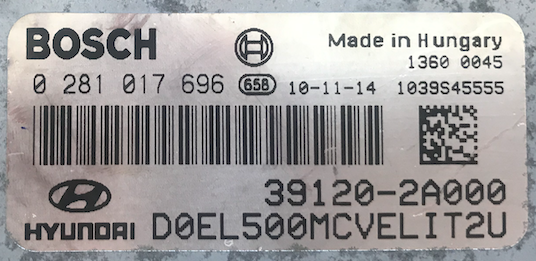 BOSCH Made in Hungary
1360 0045
0 281 017 696 658 10-11-14 1039S45555
39120-2A000
HYUNDAI D0EL500MCVELIT2U